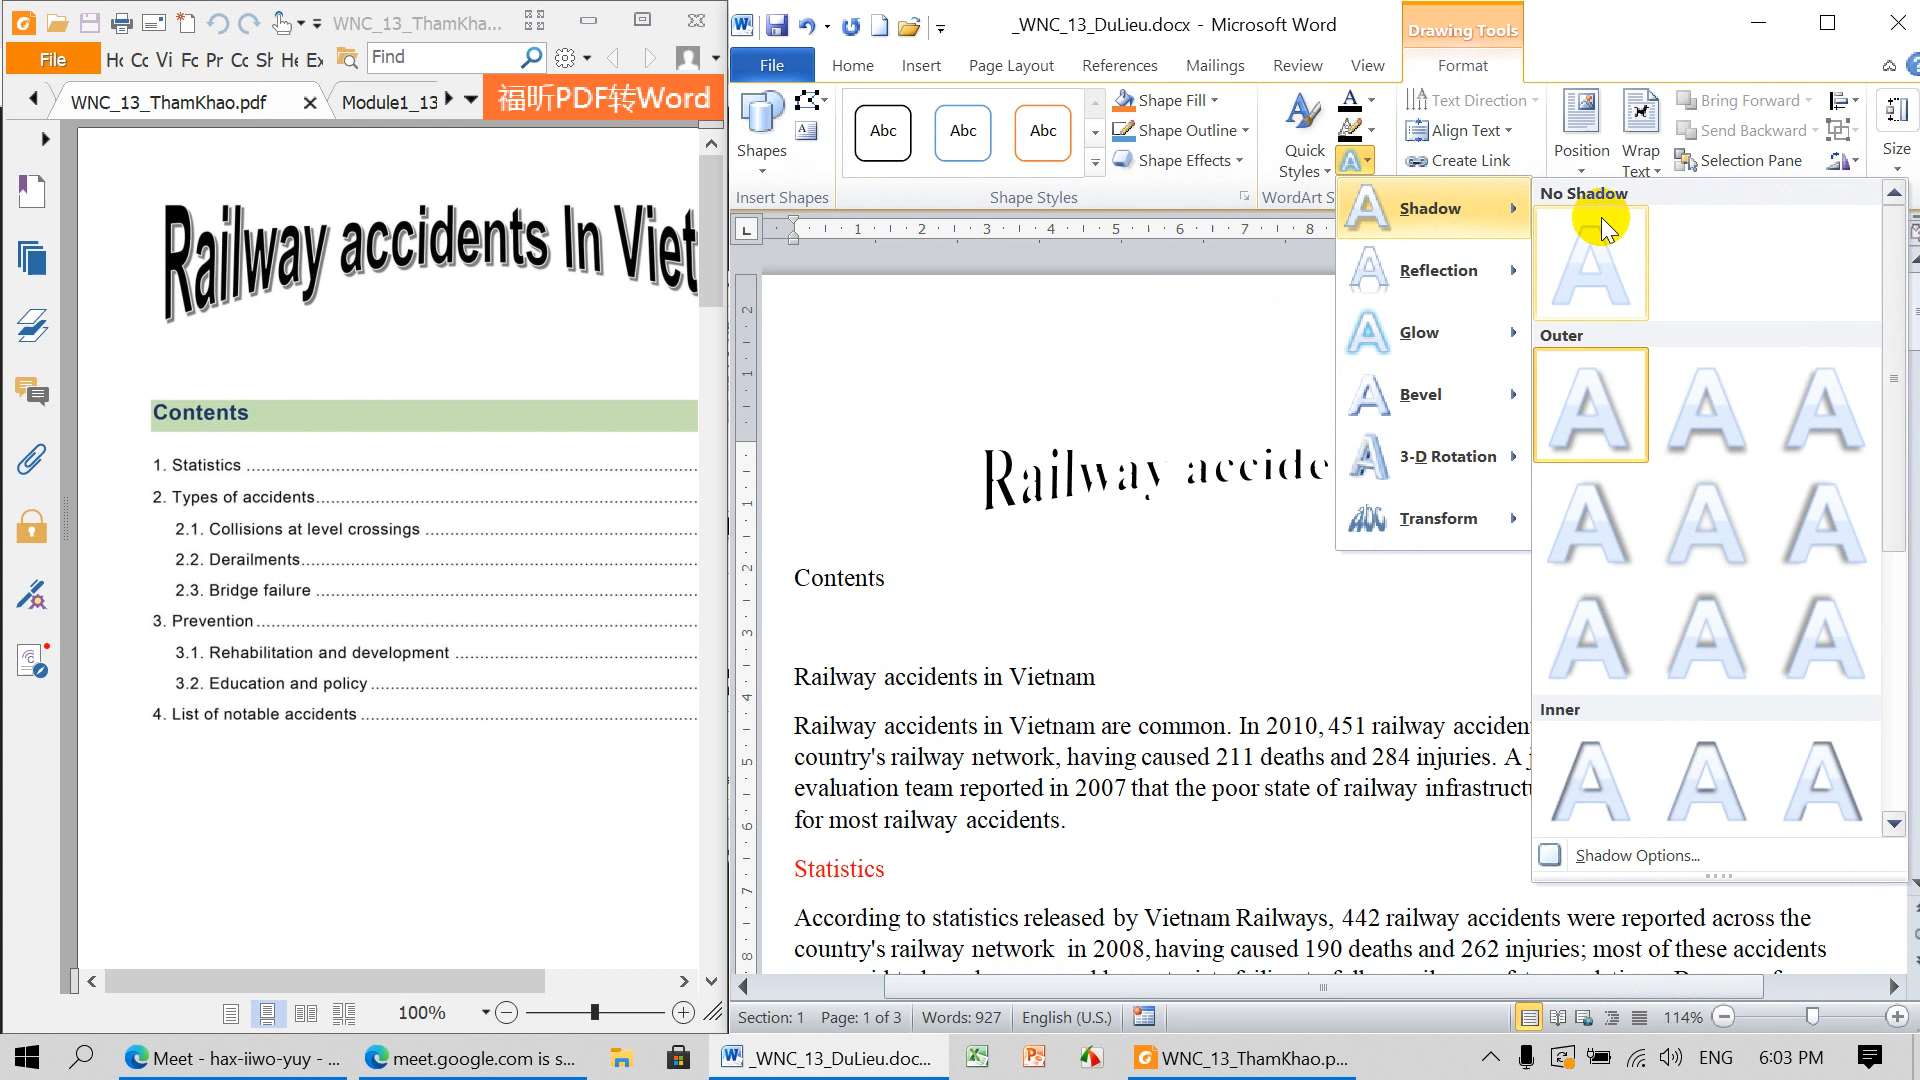 WNC_13_ThamKha...
File
Hc Cc Vi Fc Pr Cc Sh He Ex
Find
WNC_13_ThamKhao.pdf
Module1_13
福昕PDF转Word
Railway accidents In Viet
Contents
1. Statistics
2. Types of accidents
2.1. Collisions at level crossings
2.2. Derailments
2.3. Bridge failure
3. Prevention
3.1. Rehabilitation and development
3.2. Education and policy
4. List of notable accidents
100%
_WNC_13_DuLieu.docx - Microsoft Word
Drawing Tools
File
Home
Insert
Page Layout
References
Mailings
Review
View
Format
Shapes
Insert Shapes
Abc
Abc
Abc
Shape Fill
Shape Outline
Shape Effects
Shape Styles
Quick
Styles
WordArt S
Text Direction
Align Text
Create Link
Position
Wrap
Text
Bring Forward
Send Backward
Selection Pane
Size
Shadow
Reflection
Glow
Bevel
3-D Rotation
Transform
No Shadow
Outer
Inner
Shadow Options...
Railway accide
Contents
Railway accidents in Vietnam
Railway accidents in Vietnam are common. In 2010, 451 railway acciden
country's railway network, having caused 211 deaths and 284 injuries. A j
evaluation team reported in 2007 that the poor state of railway infrastructu
for most railway accidents.
Statistics
According to statistics released by Vietnam Railways, 442 railway accidents were reported across the
country's railway network in 2008, having caused 190 deaths and 262 injuries; most of these accidents
Section: 1
Page: 1 of 3
Words: 927
English (U.S.)
114%
Meet - hax-iiwo-yuy - ...
meet.google.com is s...
_WNC_13_DuLieu.doc...
WNC_13_ThamKhao.p...
ENG
6:03 PM